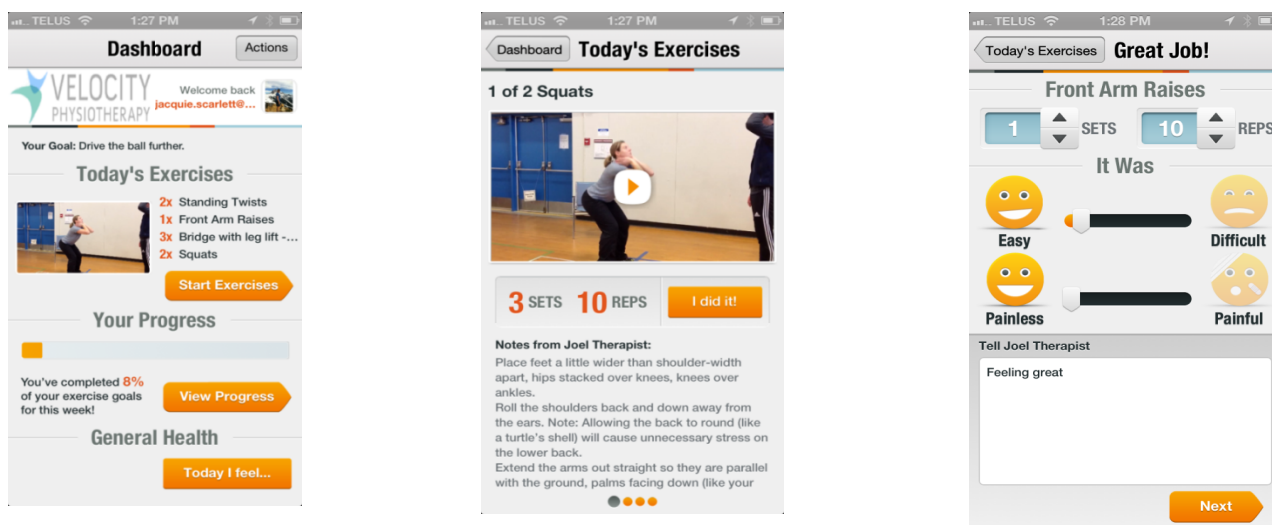 TELUS 1:27 PM
Dashboard Actions
VELOCITY
PHYSIOTHERAPY
Welcome back
jacquie.scarlett@...
Your Goal: Drive the ball further.
Today's Exercises
2x Standing Twists
1x Front Arm Raises
3x Bridge with leg lift -...
2x Squats
Start Exercises
Your Progress
You've completed 8%
of your exercise goals
for this week!
View Progress
General Health
Today I feel...
TELUS 1:27 PM
Dashboard Today's Exercises
1 of 2 Squats
3 SETS 10 REPS I did it!
Notes from Joel Therapist:
Place feet a little wider than shoulder-width
apart, hips stacked over knees, knees over
ankles.
Roll the shoulders back and down away from
the ears. Note: Allowing the back to round (like
a turtle's shell) will cause unnecessary stress on
the lower back.
Extend the arms out straight so they are parallel
with the ground, palms facing down (like your
TELUS 1:28 PM
Today's Exercises Great Job!
Front Arm Raises
1 SETS 10 REPS
It Was
Easy Difficult
Painless Painful
Tell Joel Therapist
Feeling great
Next